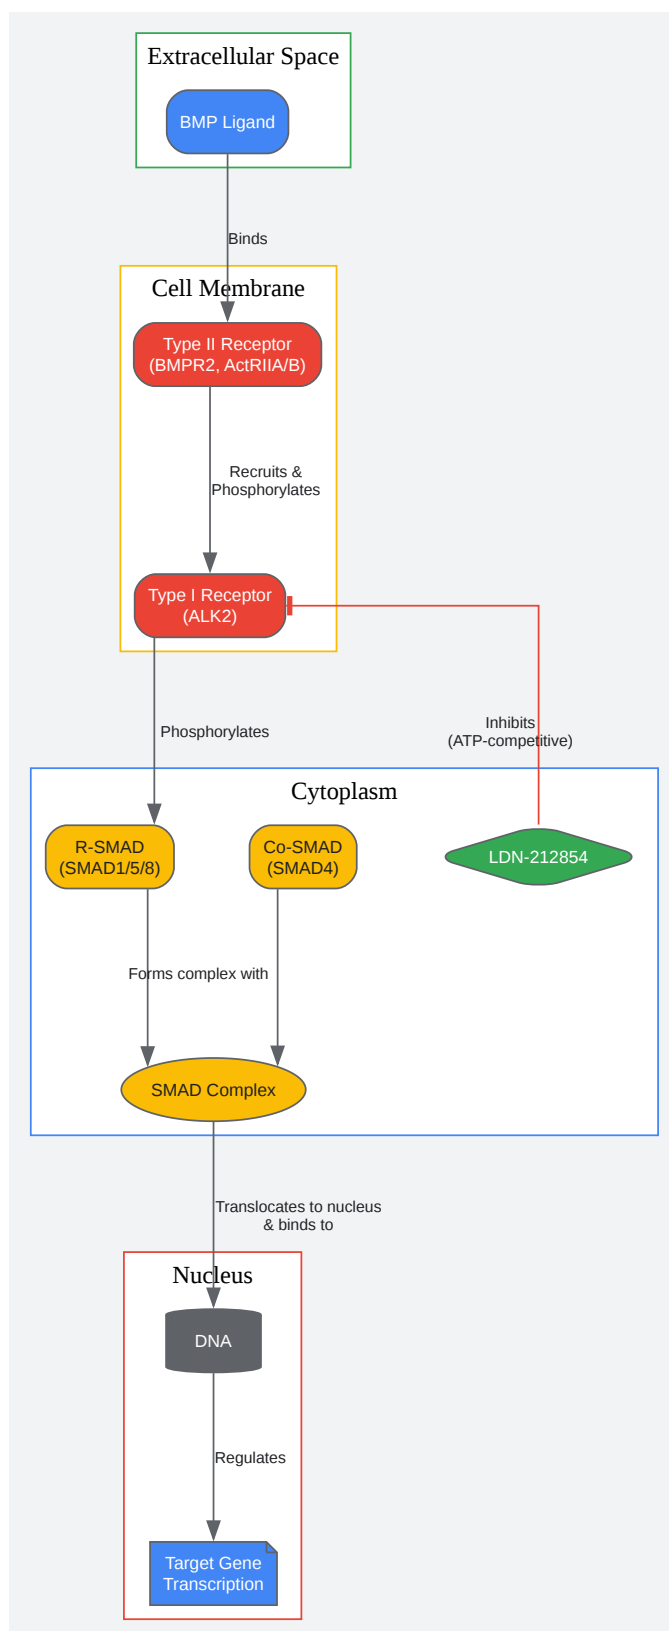 Extracellular Space
BMP Ligand
Binds
Cell Membrane
Type II Receptor
(BMPR2, ActRIIA/B)
Recruits &
Phosphorylates
Type I Receptor
(ALK2)
Phosphorylates
Inhibits
(ATP-competitive)
Cytoplasm
R-SMAD
(SMAD1/5/8)
Co-SMAD
(SMAD4)
LDN-212854
Forms complex with
SMAD Complex
Translocates to nucleus
& binds to
Nucleus
DNA
Regulates
Target Gene
Transcription